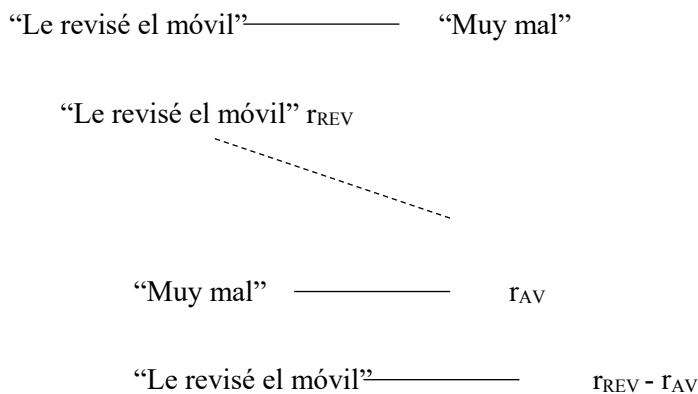 “Le revisé el móvil” “Muy mal”
“Le revisé el móvil” rREV
“Muy mal” rAV
“Le revisé el móvil” rREV - rAV